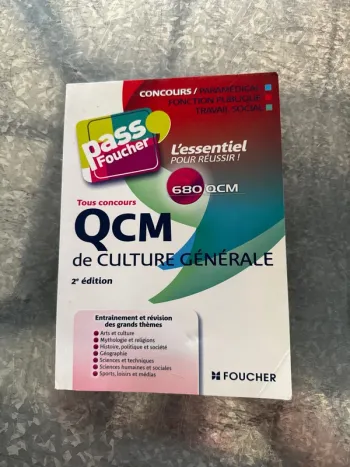 CONCOURS / PARAMÉDICAL
FONCTION PUBLIQUE
TRAVAIL SOCIAL
pass'
Foucher
L'essentiel
POUR RÉUSSIR !
680 QCM
Tous concours
QCM
de CULTURE GÉNÉRALE
2e édition
Entraînement et révision
des grands thèmes
• Arts et culture
• Mythologie et religions
• Histoire, politique et société
• Géographie
• Sciences et techniques
• Sciences humaines et sociales
• Sports, loisirs et médias
FOUCHER